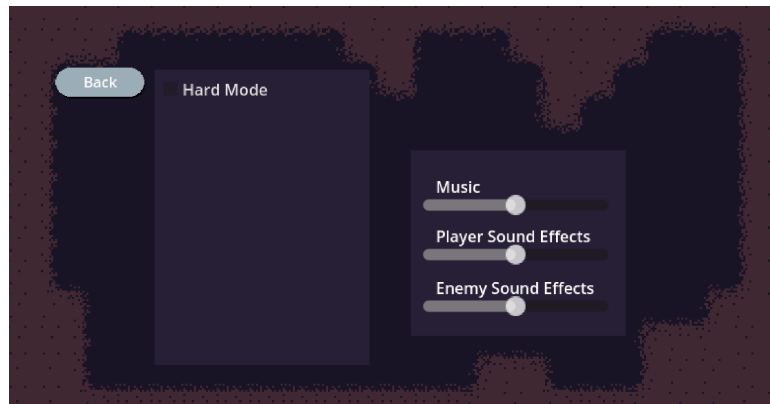 Back
Hard Mode
Music
Player Sound Effects
Enemy Sound Effects